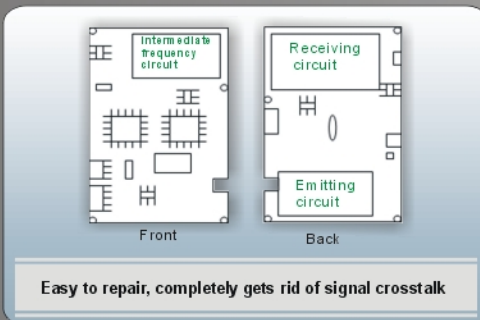 Intermediate
frequency
circuit
Receiving
circuit
Emitting
circuit
Front
Back
Easy to repair, completely gets rid of signal crosstalk